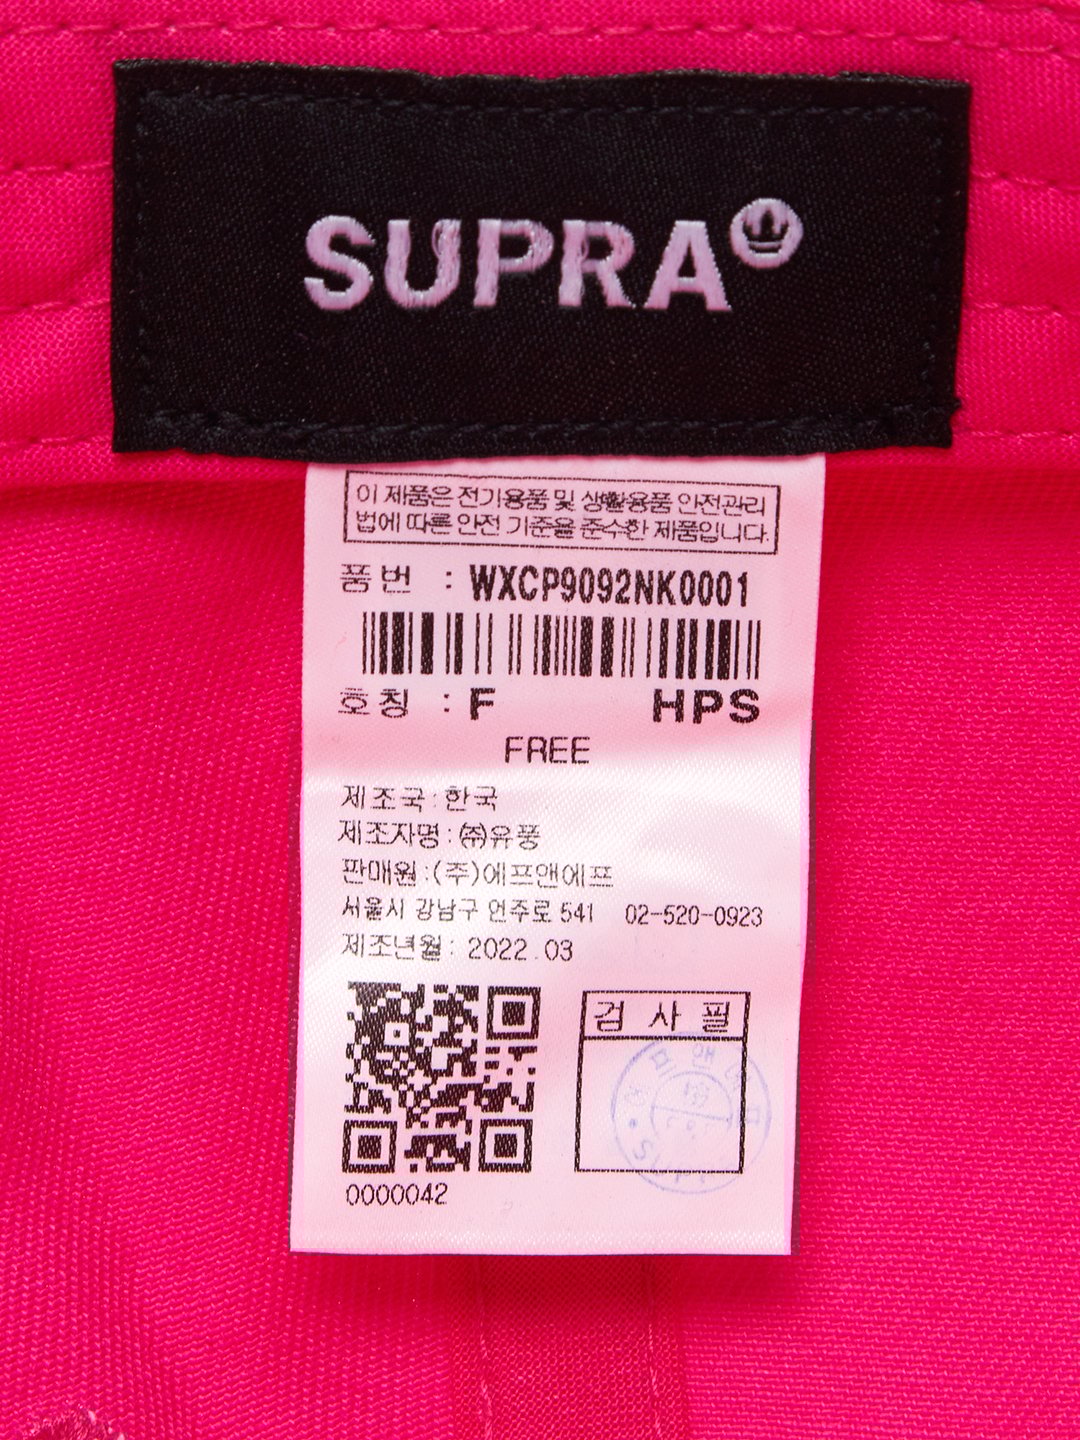 SUPRA
이 제품은 전기용품 및 생활용품 안전관리
법에 따른 안전 기준을 준수한 제품입니다.
품번 : WXCP9092NK0001
호칭 : F HPS
FREE
제조국 : 한국
제조자명 : ㈜유풍
판매원 : (주)에프앤에프
서울시 강남구 언주로 541 02-520-0923
제조년월 : 2022.03
검 사 필
0000042